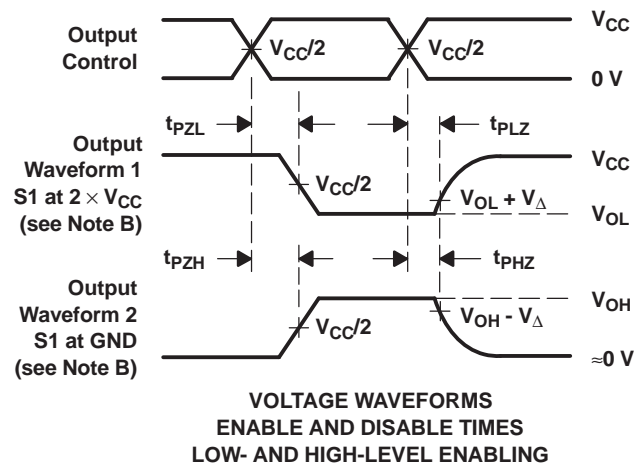 Output
Control
V_CC/2
V_CC/2
V_CC
0 V
t_PZL
t_PLZ
Output
Waveform 1
S1 at 2 × V_CC
(see Note B)
V_CC/2
V_CC
V_OL + V_Δ
V_OL
t_PZH
t_PHZ
Output
Waveform 2
S1 at GND
(see Note B)
V_CC/2
V_OH
V_OH - V_Δ
≈0 V
VOLTAGE WAVEFORMS
ENABLE AND DISABLE TIMES
LOW- AND HIGH-LEVEL ENABLING